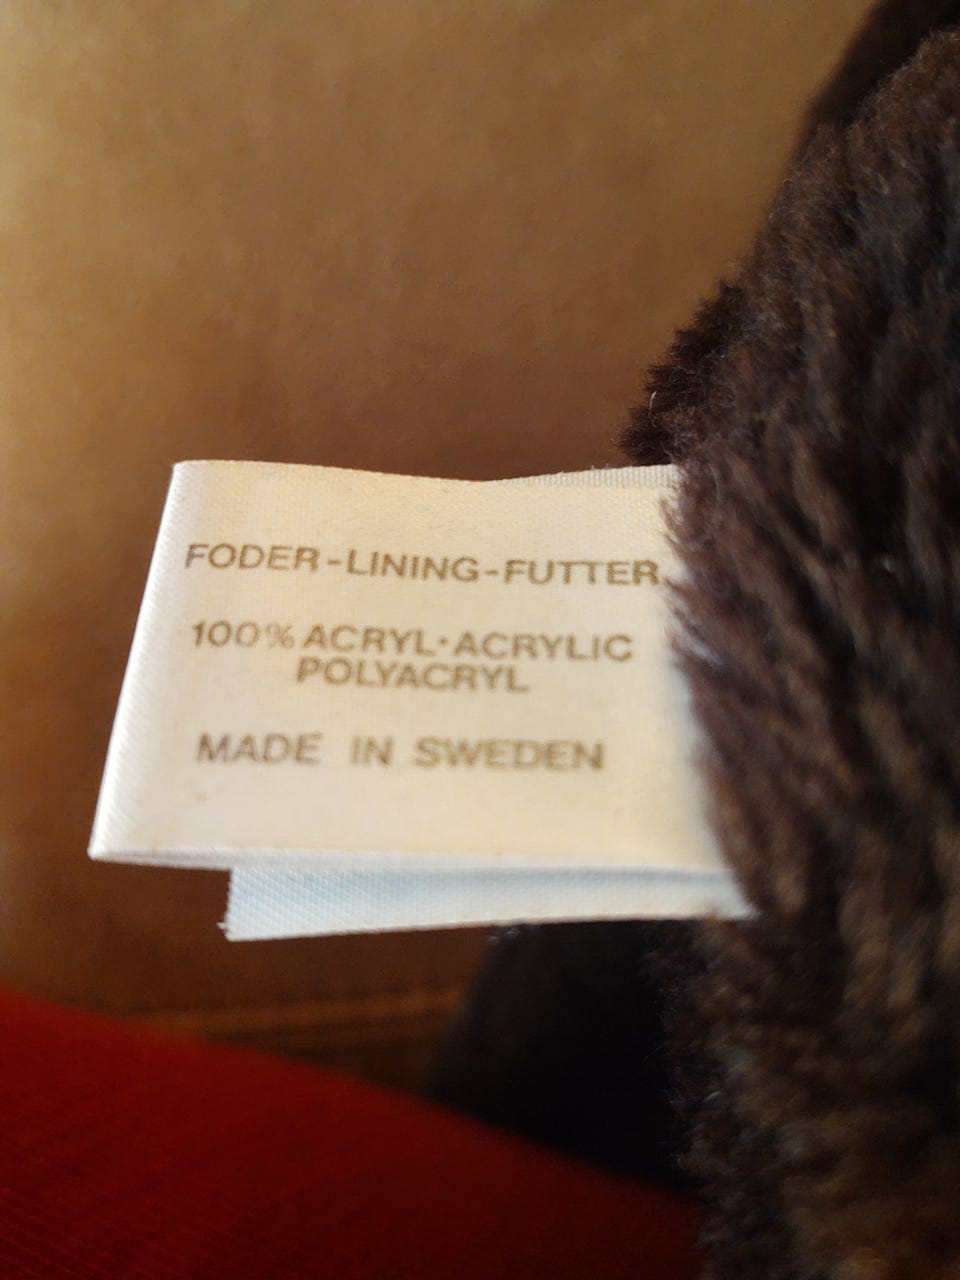 FODER-LINING-FUTTER
100% ACRYL·ACRYLIC
POLYACRYL
MADE IN SWEDEN